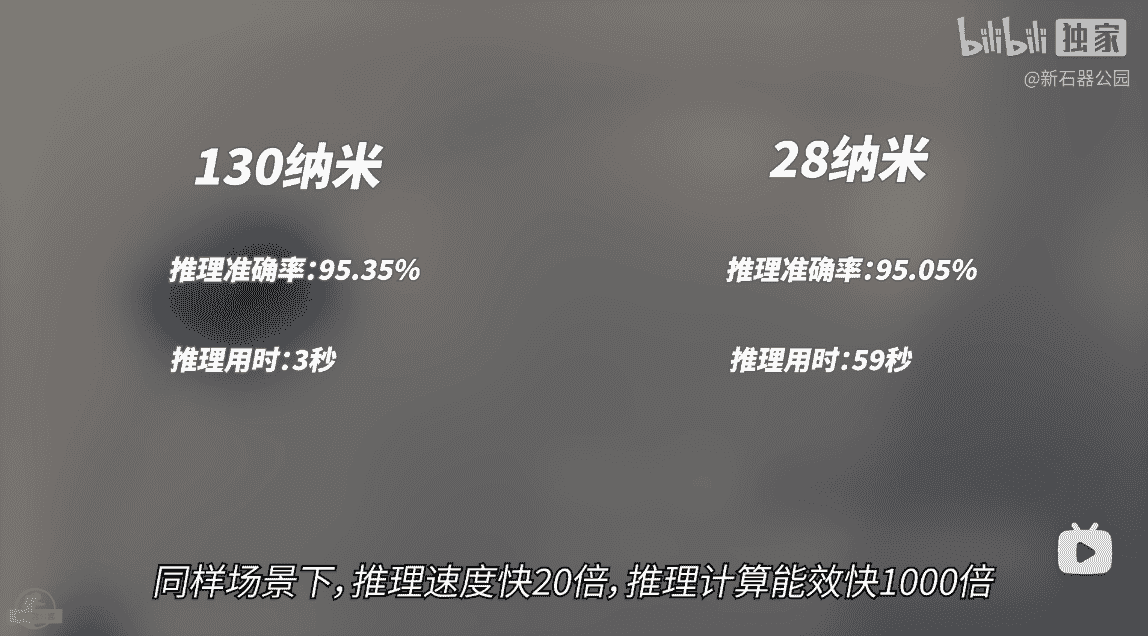 bilibili 独家
@新石器公园
130纳米
28纳米
推理准确率:95.35%
推理准确率:95.05%
推理用时:3秒
推理用时:59秒
同样场景下,推理速度快20倍,推理计算能效快1000倍